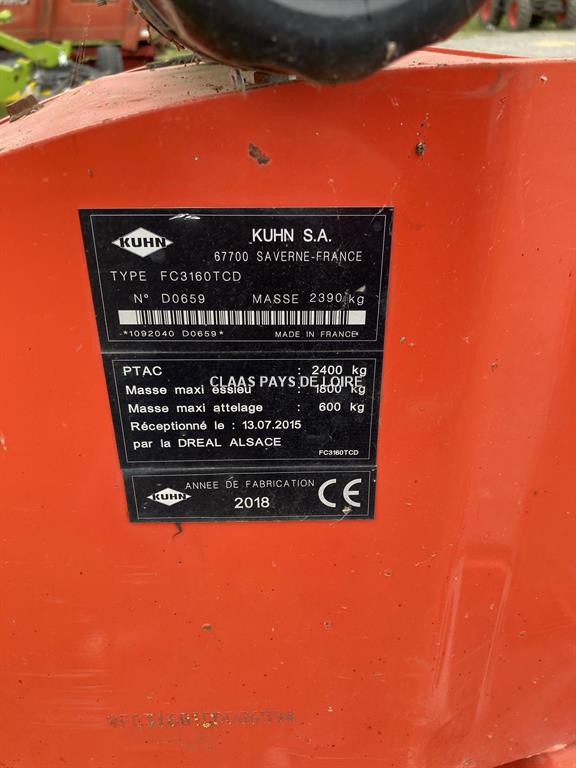 KUHN
KUHN S.A.
67700 SAVERNE-FRANCE
TYPE FC3160TCD
N° D0659 MASSE 2390 kg
*1092040 D0659* MADE IN FRANCE
PTAC : 2400 kg
CLAAS PAYS DE LOIRE
Masse maxi essieu : 1800 kg
Masse maxi attelage : 600 kg
Réceptionné le : 13.07.2015
par la DREAL ALSACE
FC3160TCD
KUHN
ANNEE DE FABRICATION
2018
CE